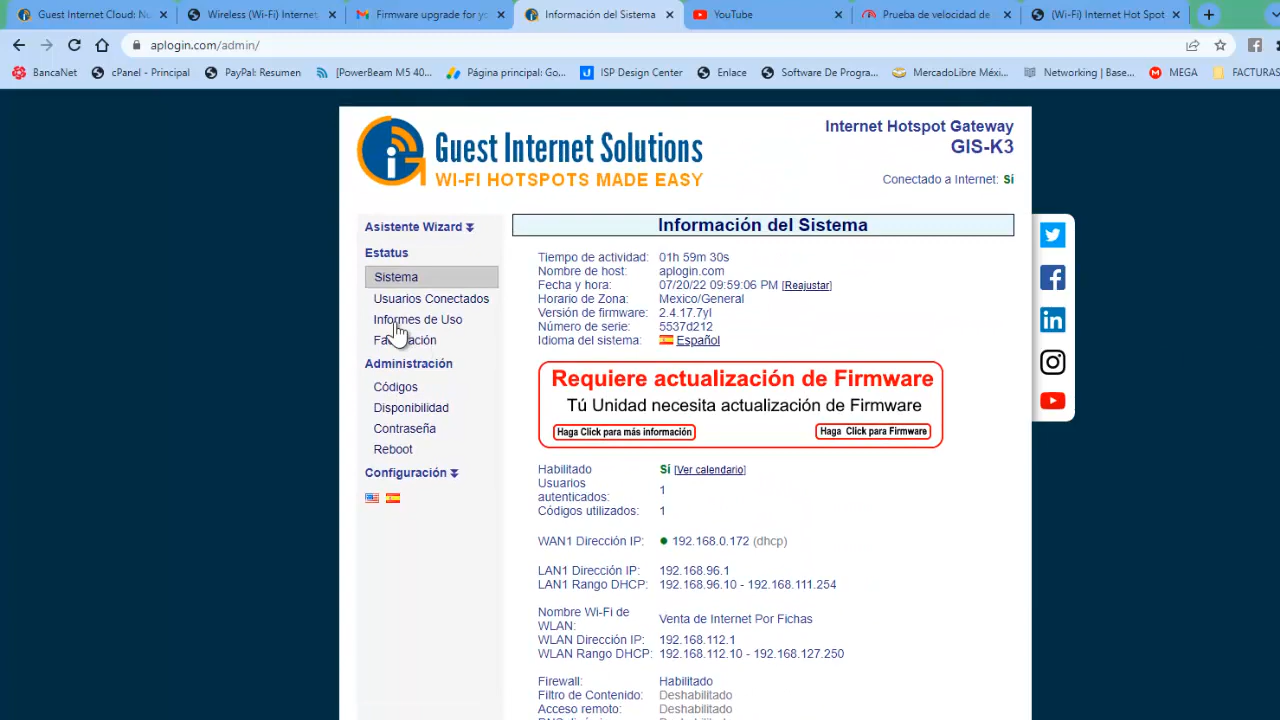 Guest Internet Cloud: Nu
Wireless (Wi-Fi) Internet
Firmware upgrade for yo
Información del Sistema
YouTube
Prueba de velocidad de
(Wi-Fi) Internet Hot Spot
aplogin.com/admin/
BancaNet
cPanel - Principal
PayPal: Resumen
[PowerBeam M5 40...
Página principal: Go...
ISP Design Center
Enlace
Software De Progra...
MercadoLibre Méxi...
Networking | Base...
MEGA
FACTURAS
Guest Internet Solutions
WI-FI HOTSPOTS MADE EASY
Internet Hotspot Gateway
GIS-K3
Conectado a Internet: Sí
Asistente Wizard
Estatus
Sistema
Usuarios Conectados
Informes de Uso
Administración
Códigos
Disponibilidad
Contraseña
Reboot
Configuración
Información del Sistema
Tiempo de actividad: 01h 59m 30s
Nombre de host: aplogin.com
Fecha y hora: 07/20/22 09:59:06 PM [Reajustar]
Horario de Zona: Mexico/General
Versión de firmware: 2.4.17.7yl
Número de serie: 5537d212
Idioma del sistema: Español
Requiere actualización de Firmware
Tú Unidad necesita actualización de Firmware
Haga Click para más información
Haga Click para Firmware
Habilitado Sí [Ver calendario]
Usuarios
autenticados: 1
Códigos utilizados: 1
WAN1 Dirección IP: 192.168.0.172 (dhcp)
LAN1 Dirección IP: 192.168.96.1
LAN1 Rango DHCP: 192.168.96.10 - 192.168.111.254
Nombre Wi-Fi de
WLAN: Venta de Internet Por Fichas
WLAN Dirección IP: 192.168.112.1
WLAN Rango DHCP: 192.168.112.10 - 192.168.127.250
Firewall: Habilitado
Filtro de Contenido: Deshabilitado
Acceso remoto: Deshabilitado